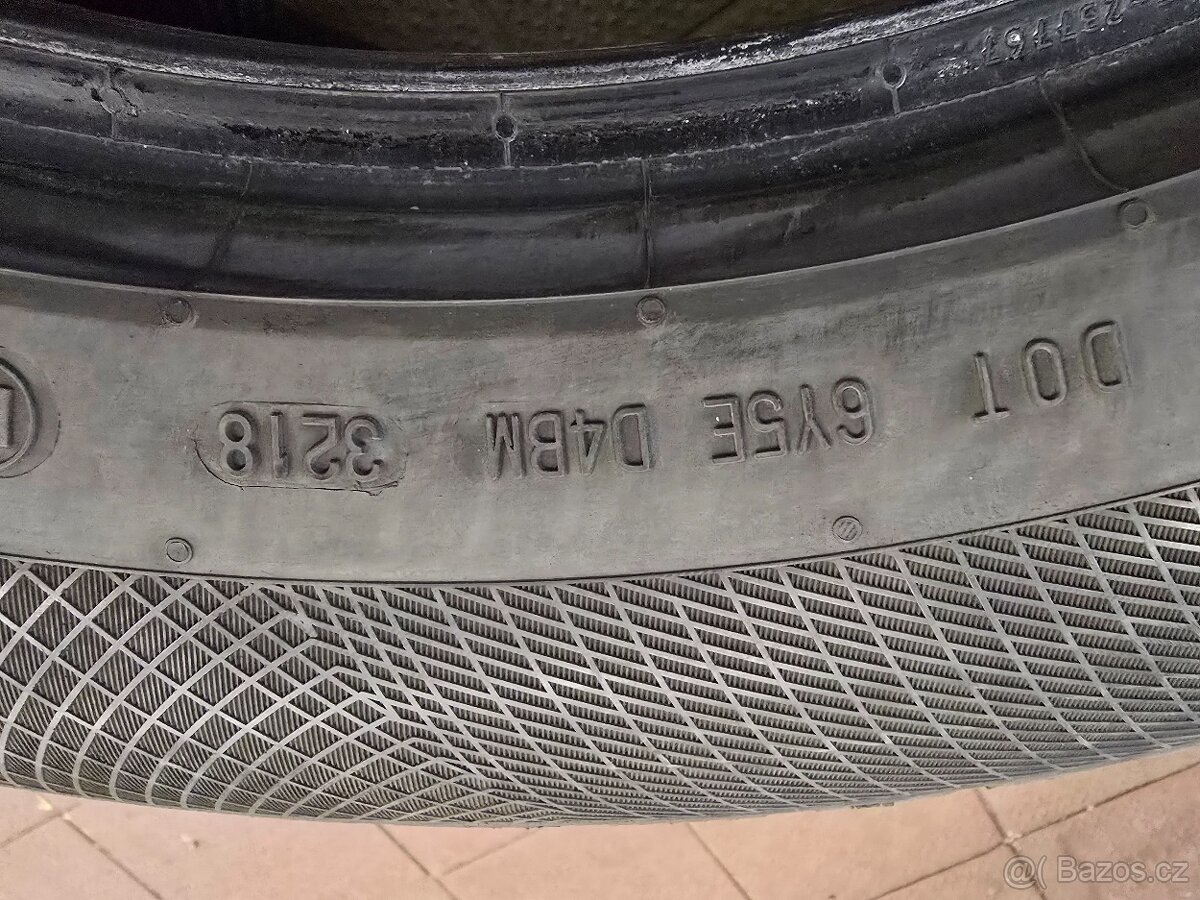 DOT 6Y5E D4BM 3218
@( Bazos.cz